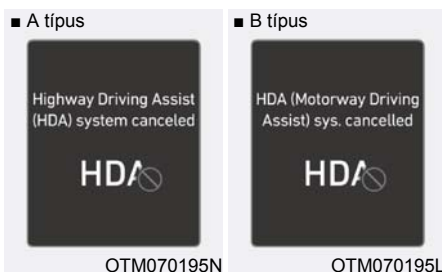 ■ A típus
Highway Driving Assist
(HDA) system canceled
HDA
OTM070195N
■ B típus
HDA (Motorway Driving
Assist) sys. cancelled
HDA
OTM070195L